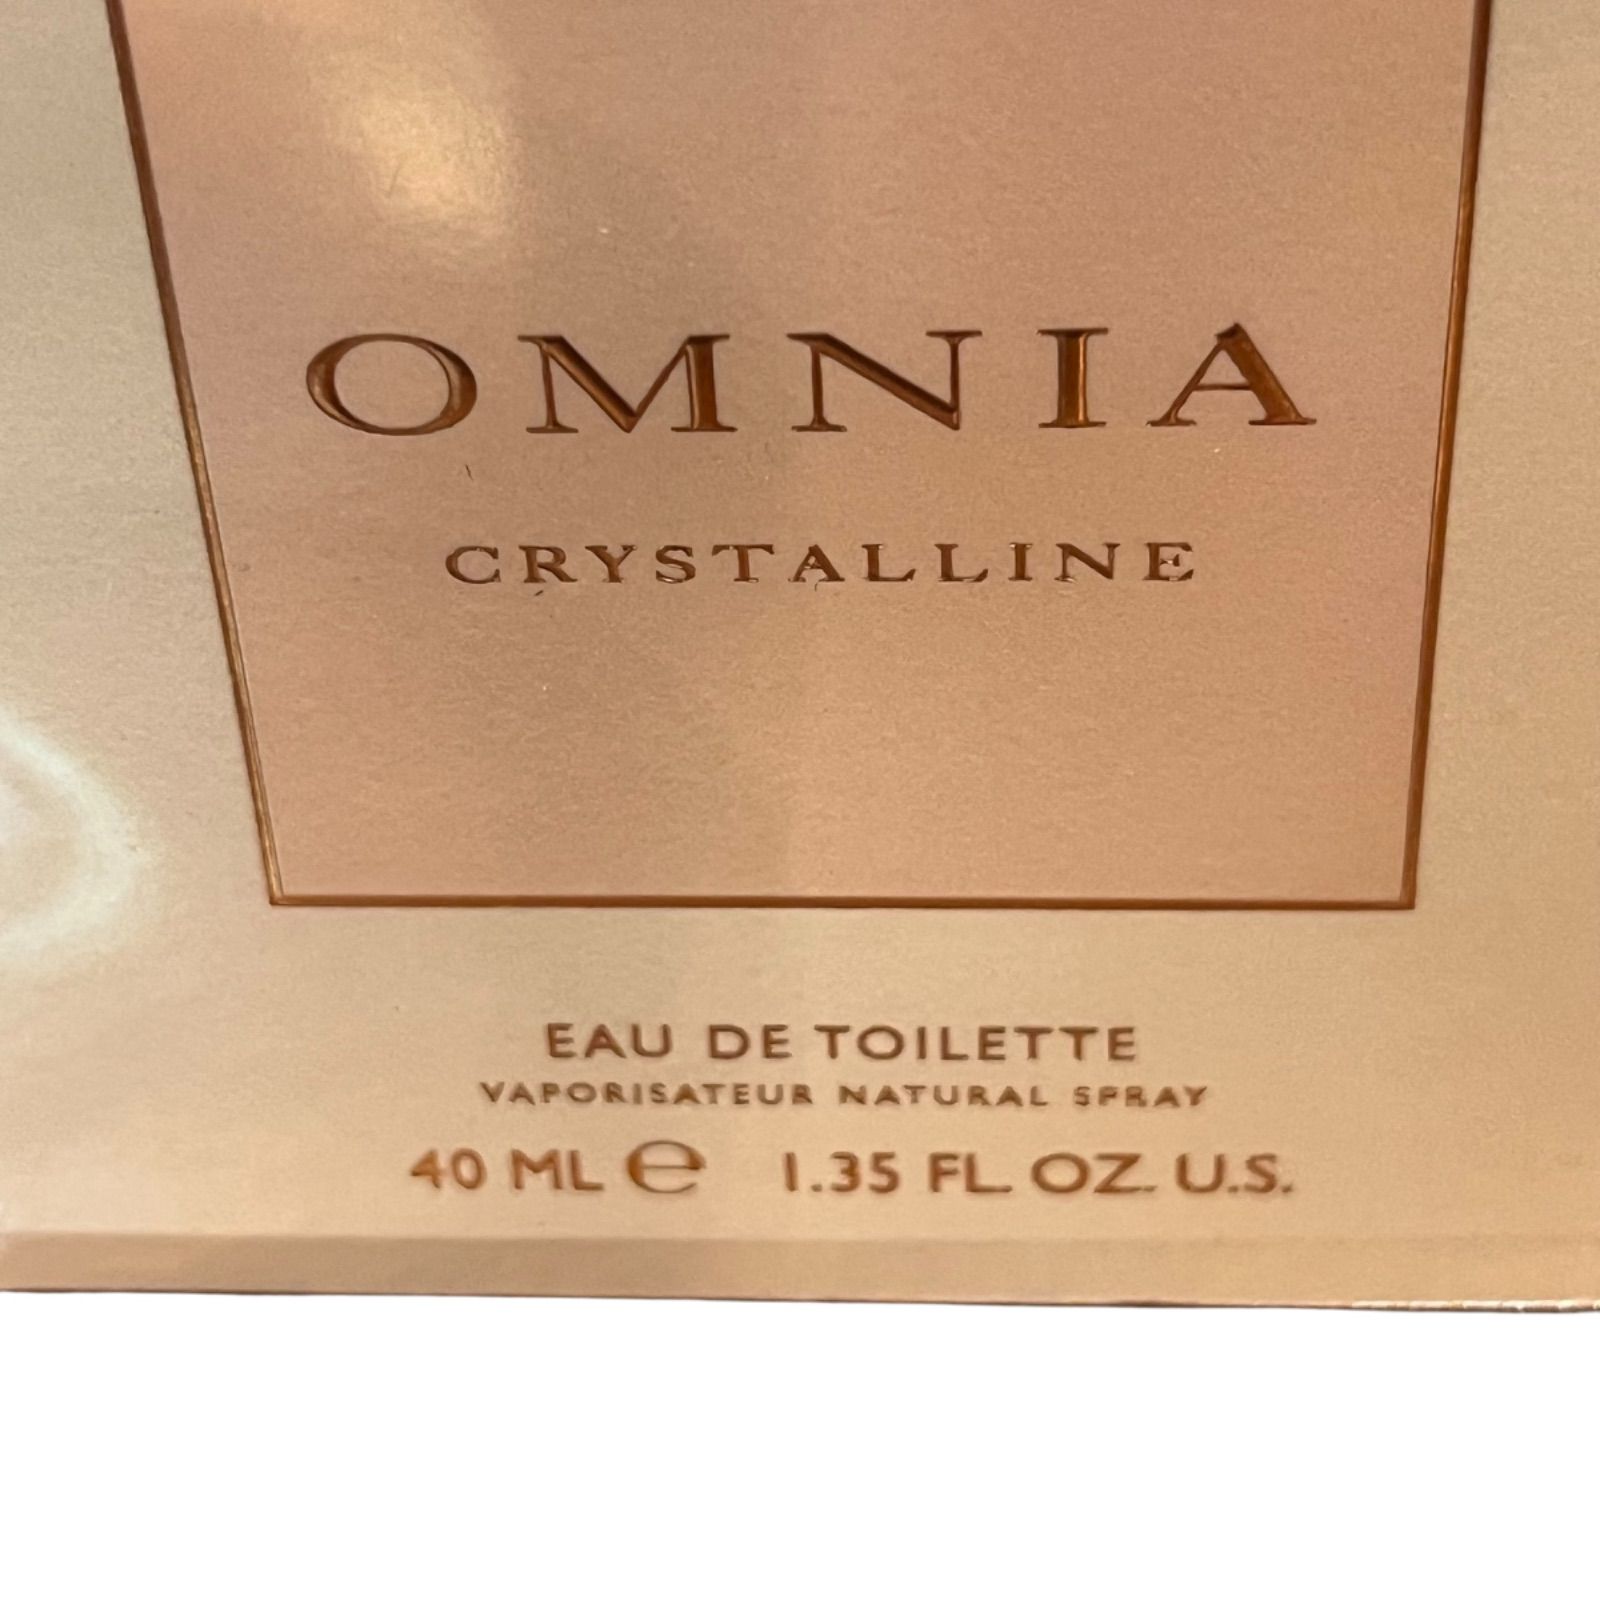 OMNIA
CRYSTALLINE
EAU DE TOILETTE
VAPORISATEUR NATURAL SPRAY
40 ML ℮ 1.35 FL. OZ. U.S.